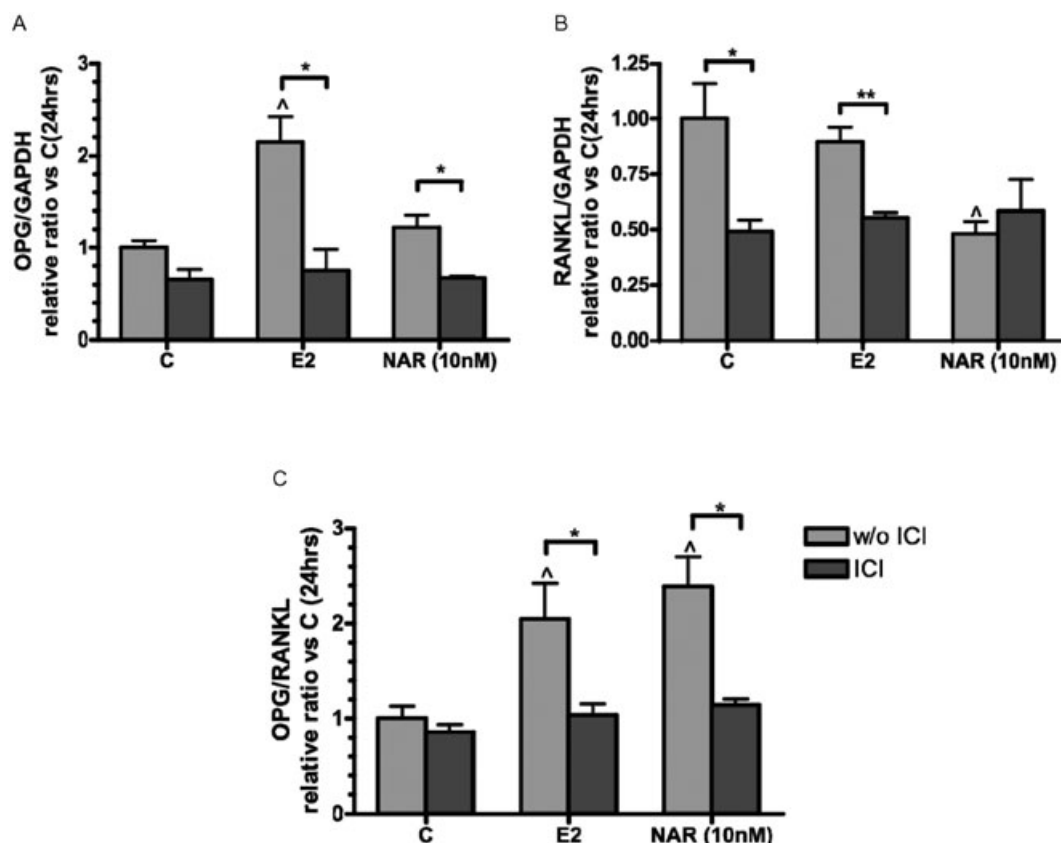 A
OPG/GAPDH
relative ratio vs C(24hrs)
3
2
1
0
*
^
*
C
E2
NAR (10nM)
B
RANKL/GAPDH
relative ratio vs C(24hrs)
1.25
1.00
0.75
0.50
0.25
0.00
*
**
^
C
E2
NAR (10nM)
C
OPG/RANKL
relative ratio vs C (24hrs)
3
2
1
0
*
^
*
^
C
E2
NAR (10nM)
w/o ICI
ICI